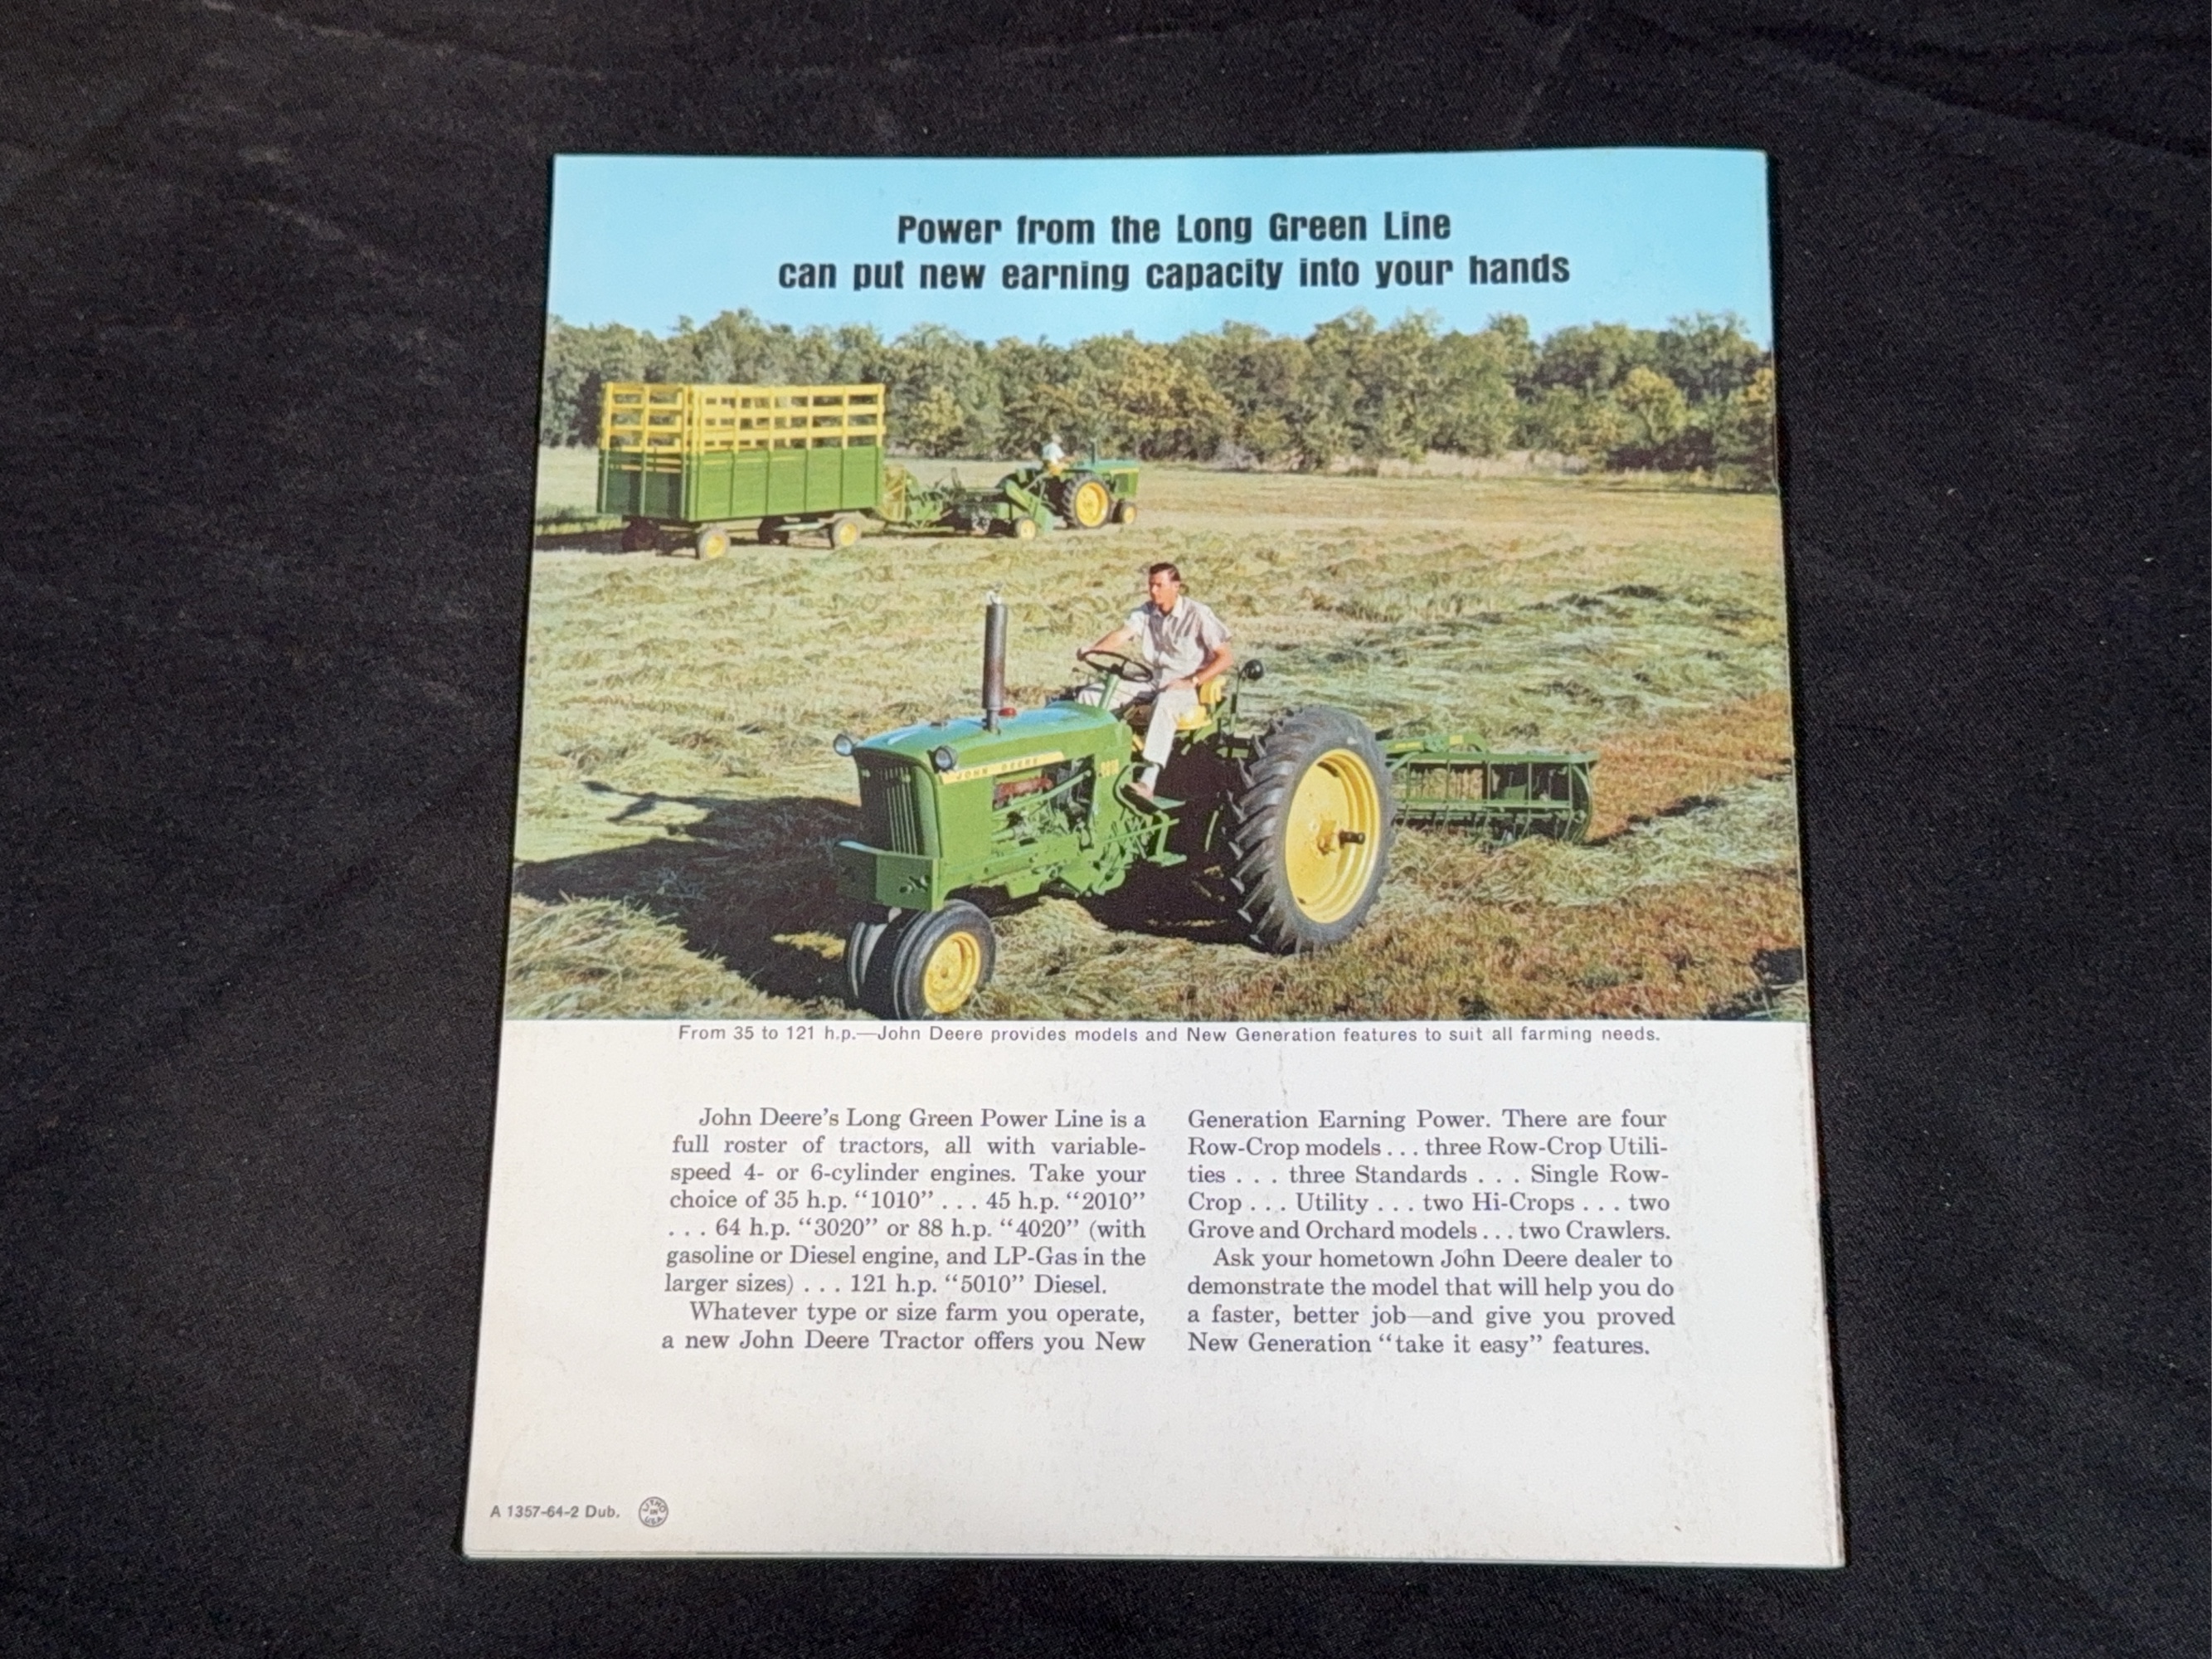 Power from the Long Green Line
can put new earning capacity into your hands
JOHN DEERE
From 35 to 121 h.p.—John Deere provides models and New Generation features to suit all farming needs.
John Deere’s Long Green Power Line is a
full roster of tractors, all with variable-
speed 4- or 6-cylinder engines. Take your
choice of 35 h.p. “1010” . . . 45 h.p. “2010”
. . . 64 h.p. “3020” or 88 h.p. “4020” (with
gasoline or Diesel engine, and LP-Gas in the
larger sizes) . . . 121 h.p. “5010” Diesel.
Whatever type or size farm you operate,
a new John Deere Tractor offers you New
Generation Earning Power. There are four
Row-Crop models . . . three Row-Crop Utili-
ties . . . three Standards . . . Single Row-
Crop . . . Utility . . . two Hi-Crops . . . two
Grove and Orchard models . . . two Crawlers.
Ask your hometown John Deere dealer to
demonstrate the model that will help you do
a faster, better job—and give you proved
New Generation “take it easy” features.
A 1357-64-2 Dub.
LITHO
IN
USA